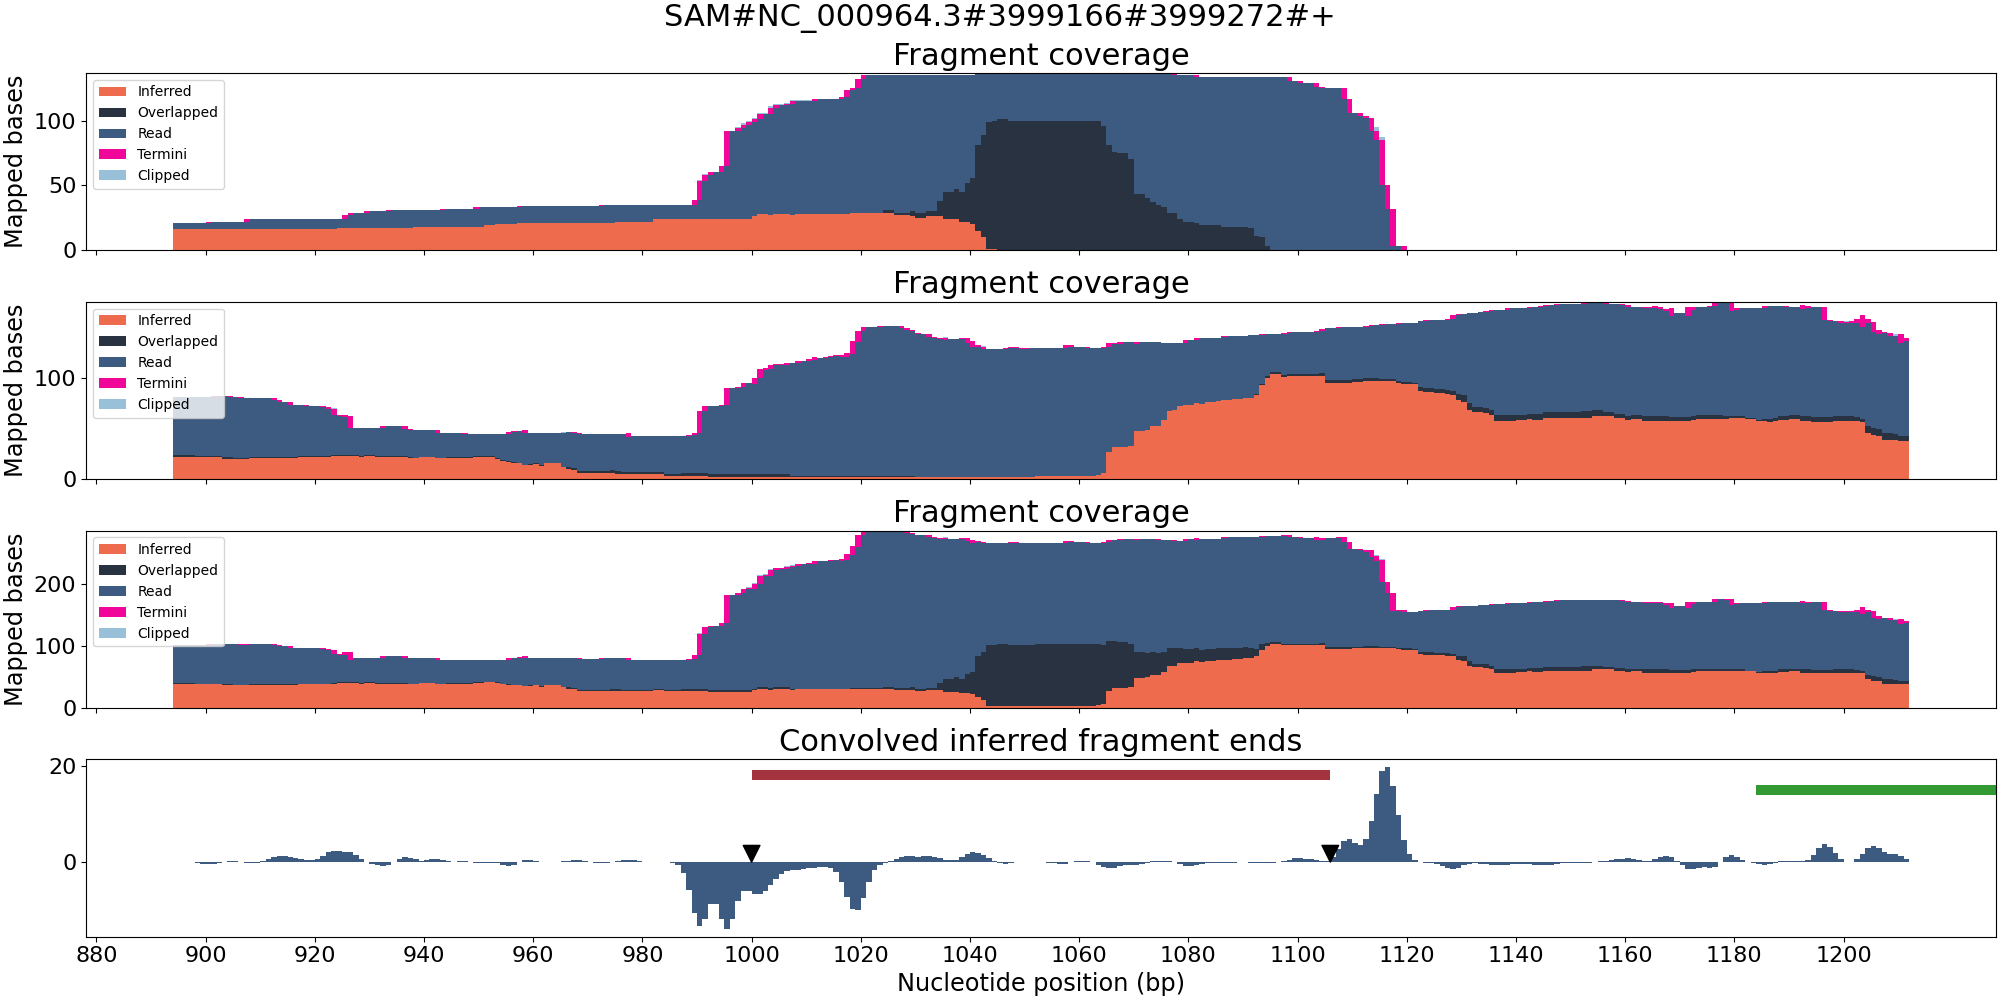 SAM#NC_000964.3#3999166#3999272#+
Fragment coverage
Mapped bases
100
50
0
Inferred
Overlapped
Read
Termini
Clipped
Fragment coverage
Mapped bases
100
0
Inferred
Overlapped
Read
Termini
Clipped
Fragment coverage
Mapped bases
200
100
0
Inferred
Overlapped
Read
Termini
Clipped
Convolved inferred fragment ends
20
0
880 900 920 940 960 980 1000 1020 1040 1060 1080 1100 1120 1140 1160 1180 1200
Nucleotide position (bp)